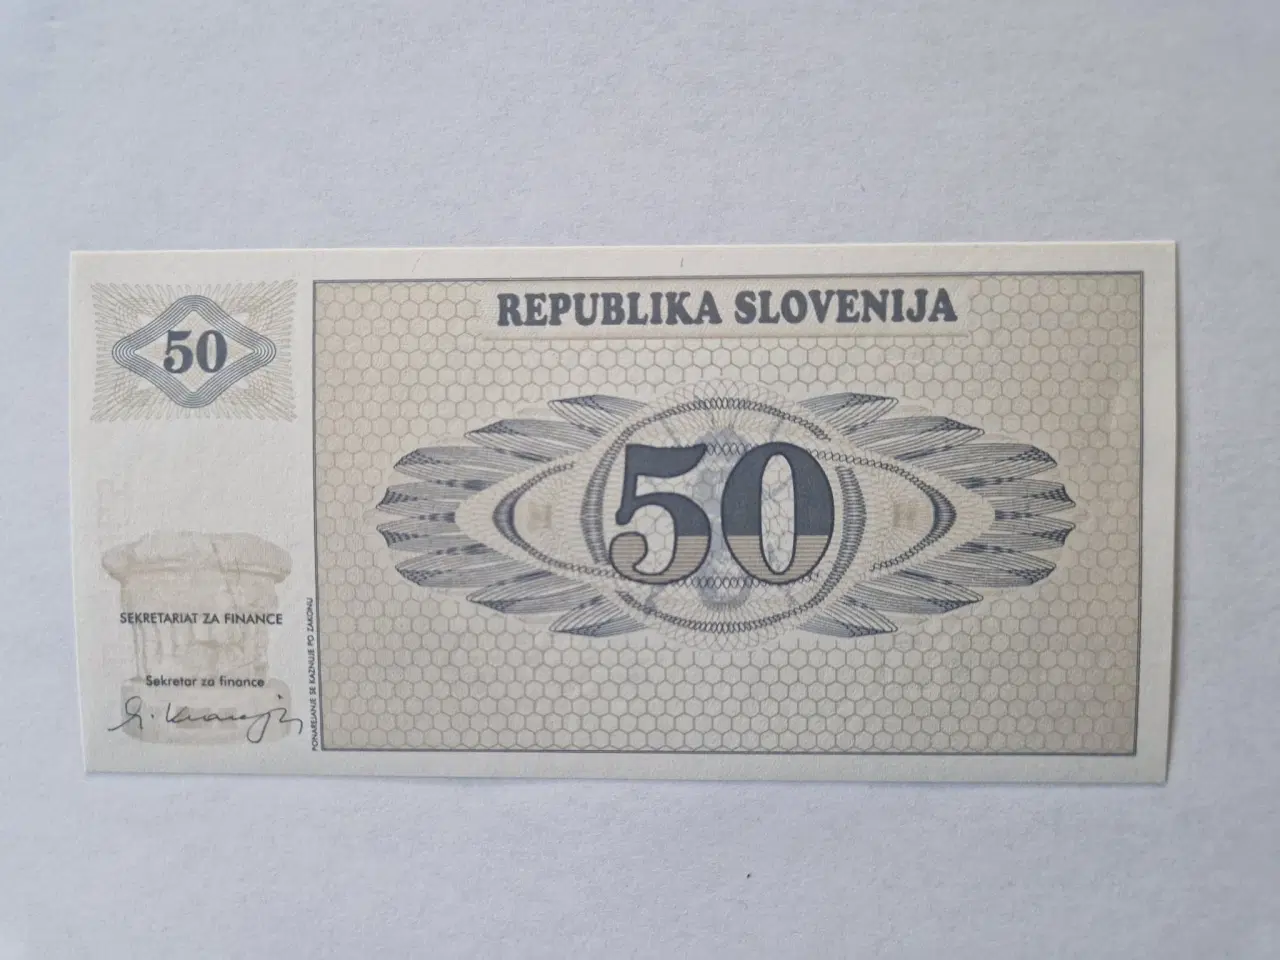 REPUBLIKA SLOVENIJA
50
50
SEKRETARIAT ZA FINANCE
Sekretar za finance
PONAREJANJE SE KAZNUJE PO ZAKONU